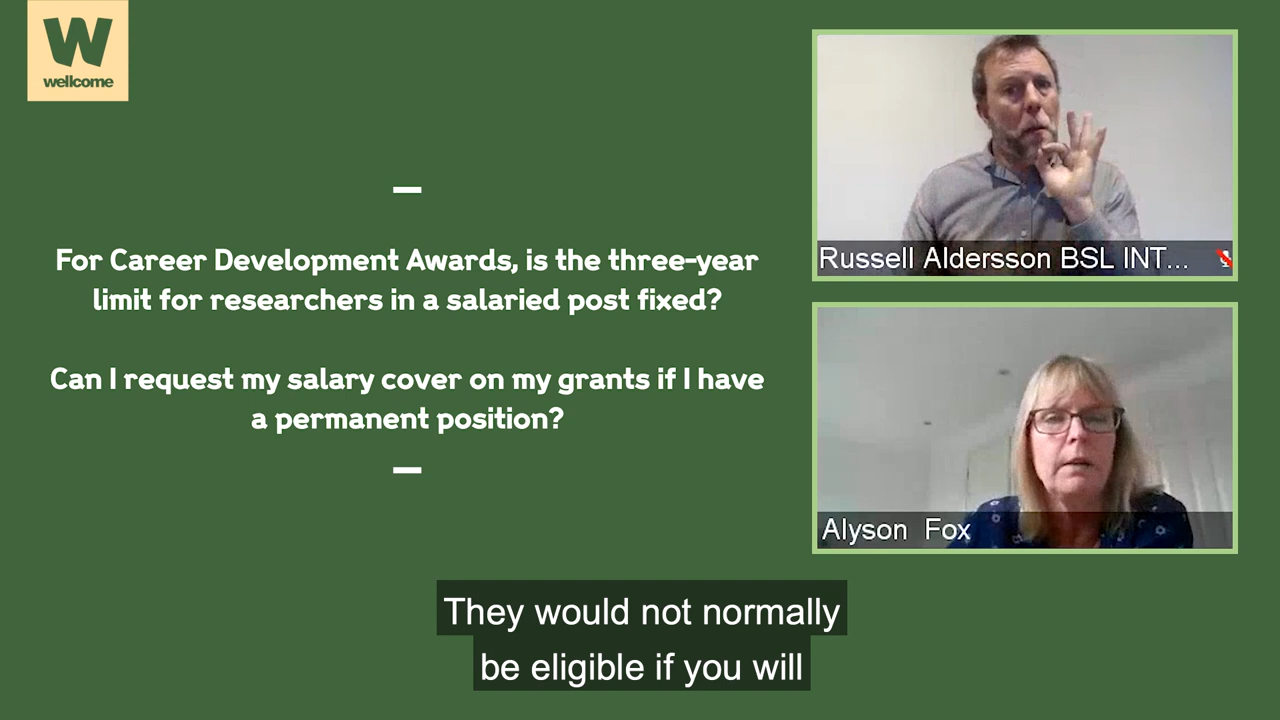 W
wellcome
For Career Development Awards, is the three-year
limit for researchers in a salaried post fixed?
Can I request my salary cover on my grants if I have
a permanent position?
Russell Aldersson BSL INT...
Alyson Fox
They would not normally
be eligible if you will